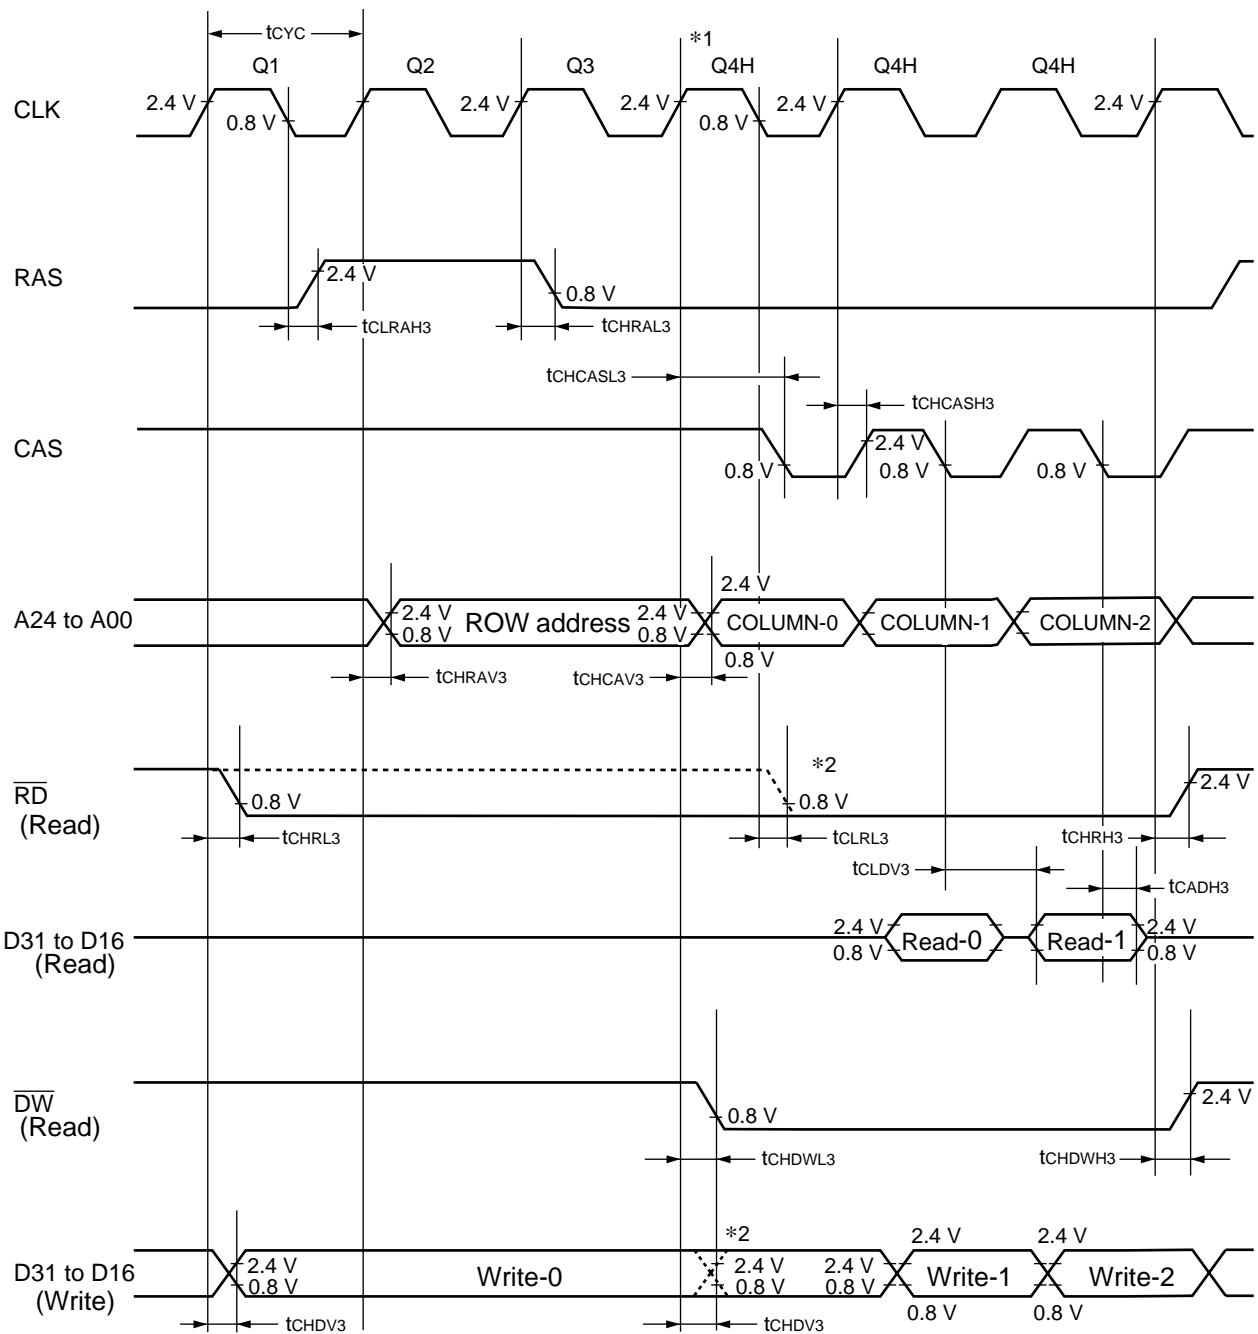 tCYC
*1
Q1 Q2 Q3 Q4H Q4H Q4H
CLK 2.4 V 0.8 V 2.4 V 2.4 V 0.8 V 2.4 V 2.4 V
RAS 2.4 V 0.8 V
tCLRAH3 tCHRAL3
tCHCASL3
tCHCASH3
CAS 0.8 V 2.4 V 0.8 V 0.8 V
2.4 V
A24 to A00 2.4 V 0.8 V ROW address 2.4 V 0.8 V COLUMN-0 COLUMN-1 COLUMN-2
0.8 V
tCHRAV3 tCHCAV3
*2
RD
(Read) 0.8 V 0.8 V 2.4 V
tCHRL3 tCLRL3 tCHRH3
tCLDV3 tCADH3
D31 to D16
(Read) 2.4 V 0.8 V Read-0 Read-1 2.4 V 0.8 V
DW
(Read) 0.8 V 2.4 V
tCHDWL3 tCHDWH3
*2 2.4 V 2.4 V
D31 to D16
(Write) 2.4 V 0.8 V Write-0 2.4 V 0.8 V 2.4 V 0.8 V Write-1 Write-2
0.8 V 0.8 V
tCHDV3 tCHDV3